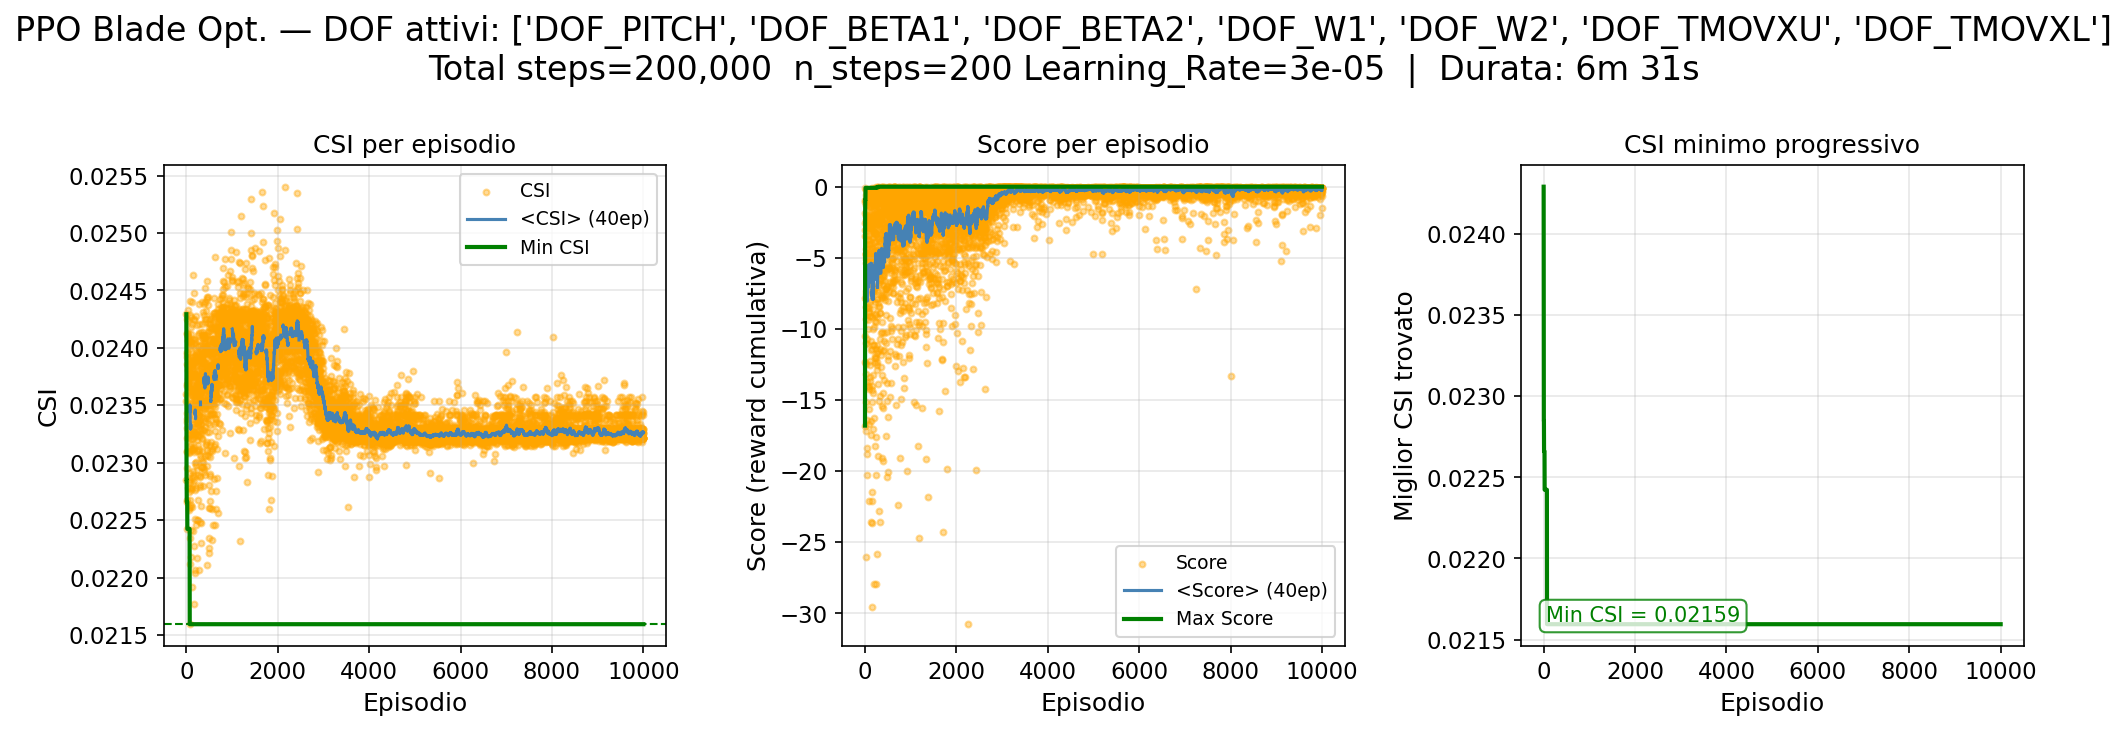 PPO Blade Opt. — DOF attivi: ['DOF_PITCH', 'DOF_BETA1', 'DOF_BETA2', 'DOF_W1', 'DOF_W2', 'DOF_TMOVXU', 'DOF_TMOVXL']
Total steps=200,000  n_steps=200 Learning_Rate=3e-05  |  Durata: 6m 31s
CSI per episodio
0.0255
0.0250
0.0245
0.0240
0.0235
0.0230
0.0225
0.0220
0.0215
CSI
CSI
<CSI> (40ep)
Min CSI
0
2000
4000
6000
8000
10000
Episodio
Score per episodio
0
−5
−10
−15
−20
−25
−30
Score (reward cumulativa)
Score
<Score> (40ep)
Max Score
0
2000
4000
6000
8000
10000
Episodio
CSI minimo progressivo
0.0240
0.0235
0.0230
0.0225
0.0220
0.0215
Miglior CSI trovato
Min CSI = 0.02159
0
2000
4000
6000
8000
10000
Episodio